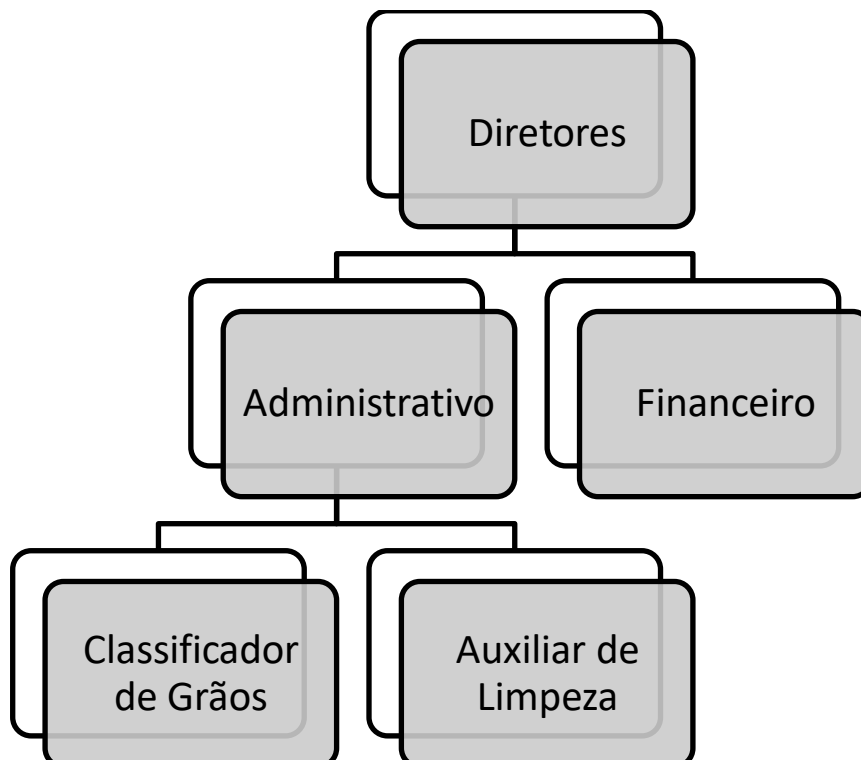 Diretores
Administrativo
Financeiro
Classificador
de Grãos
Auxiliar de
Limpeza